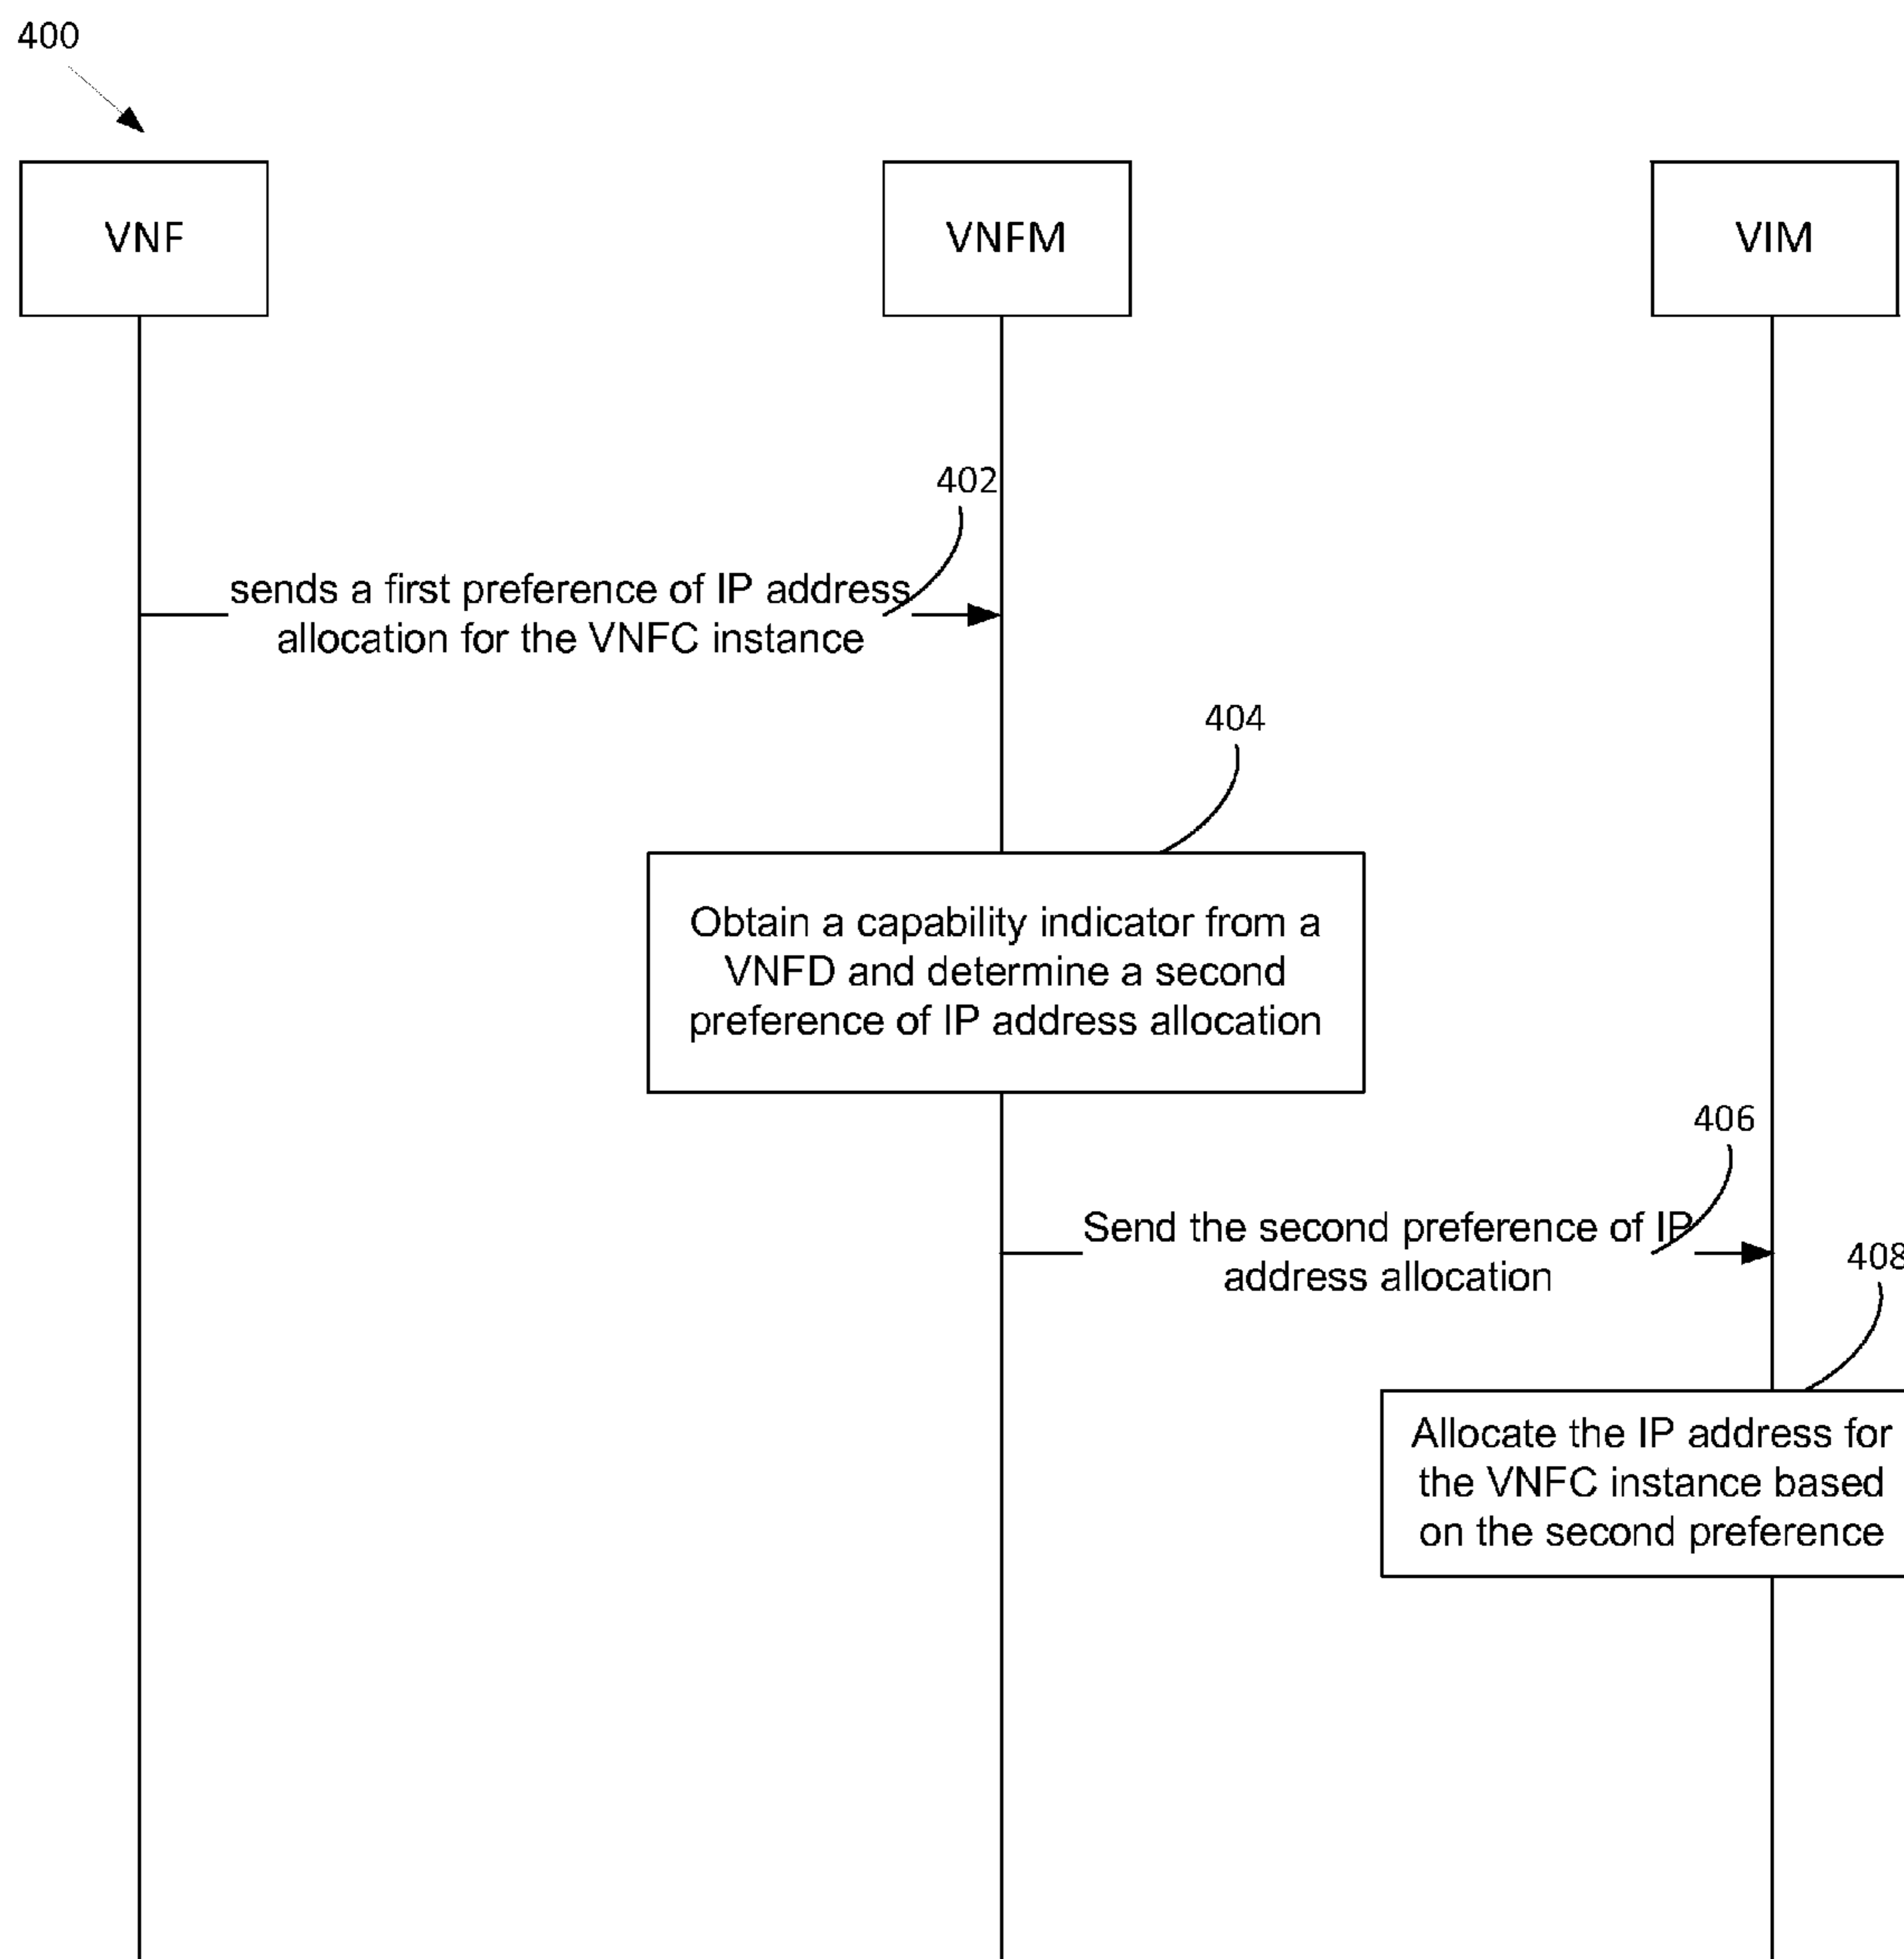 400
VNF
VNFM
VIM
402
sends a first preference of IP address
allocation for the VNFC instance
404
Obtain a capability indicator from a
VNFD and determine a second
preference of IP address allocation
406
Send the second preference of IP
address allocation
408
Allocate the IP address for
the VNFC instance based
on the second preference